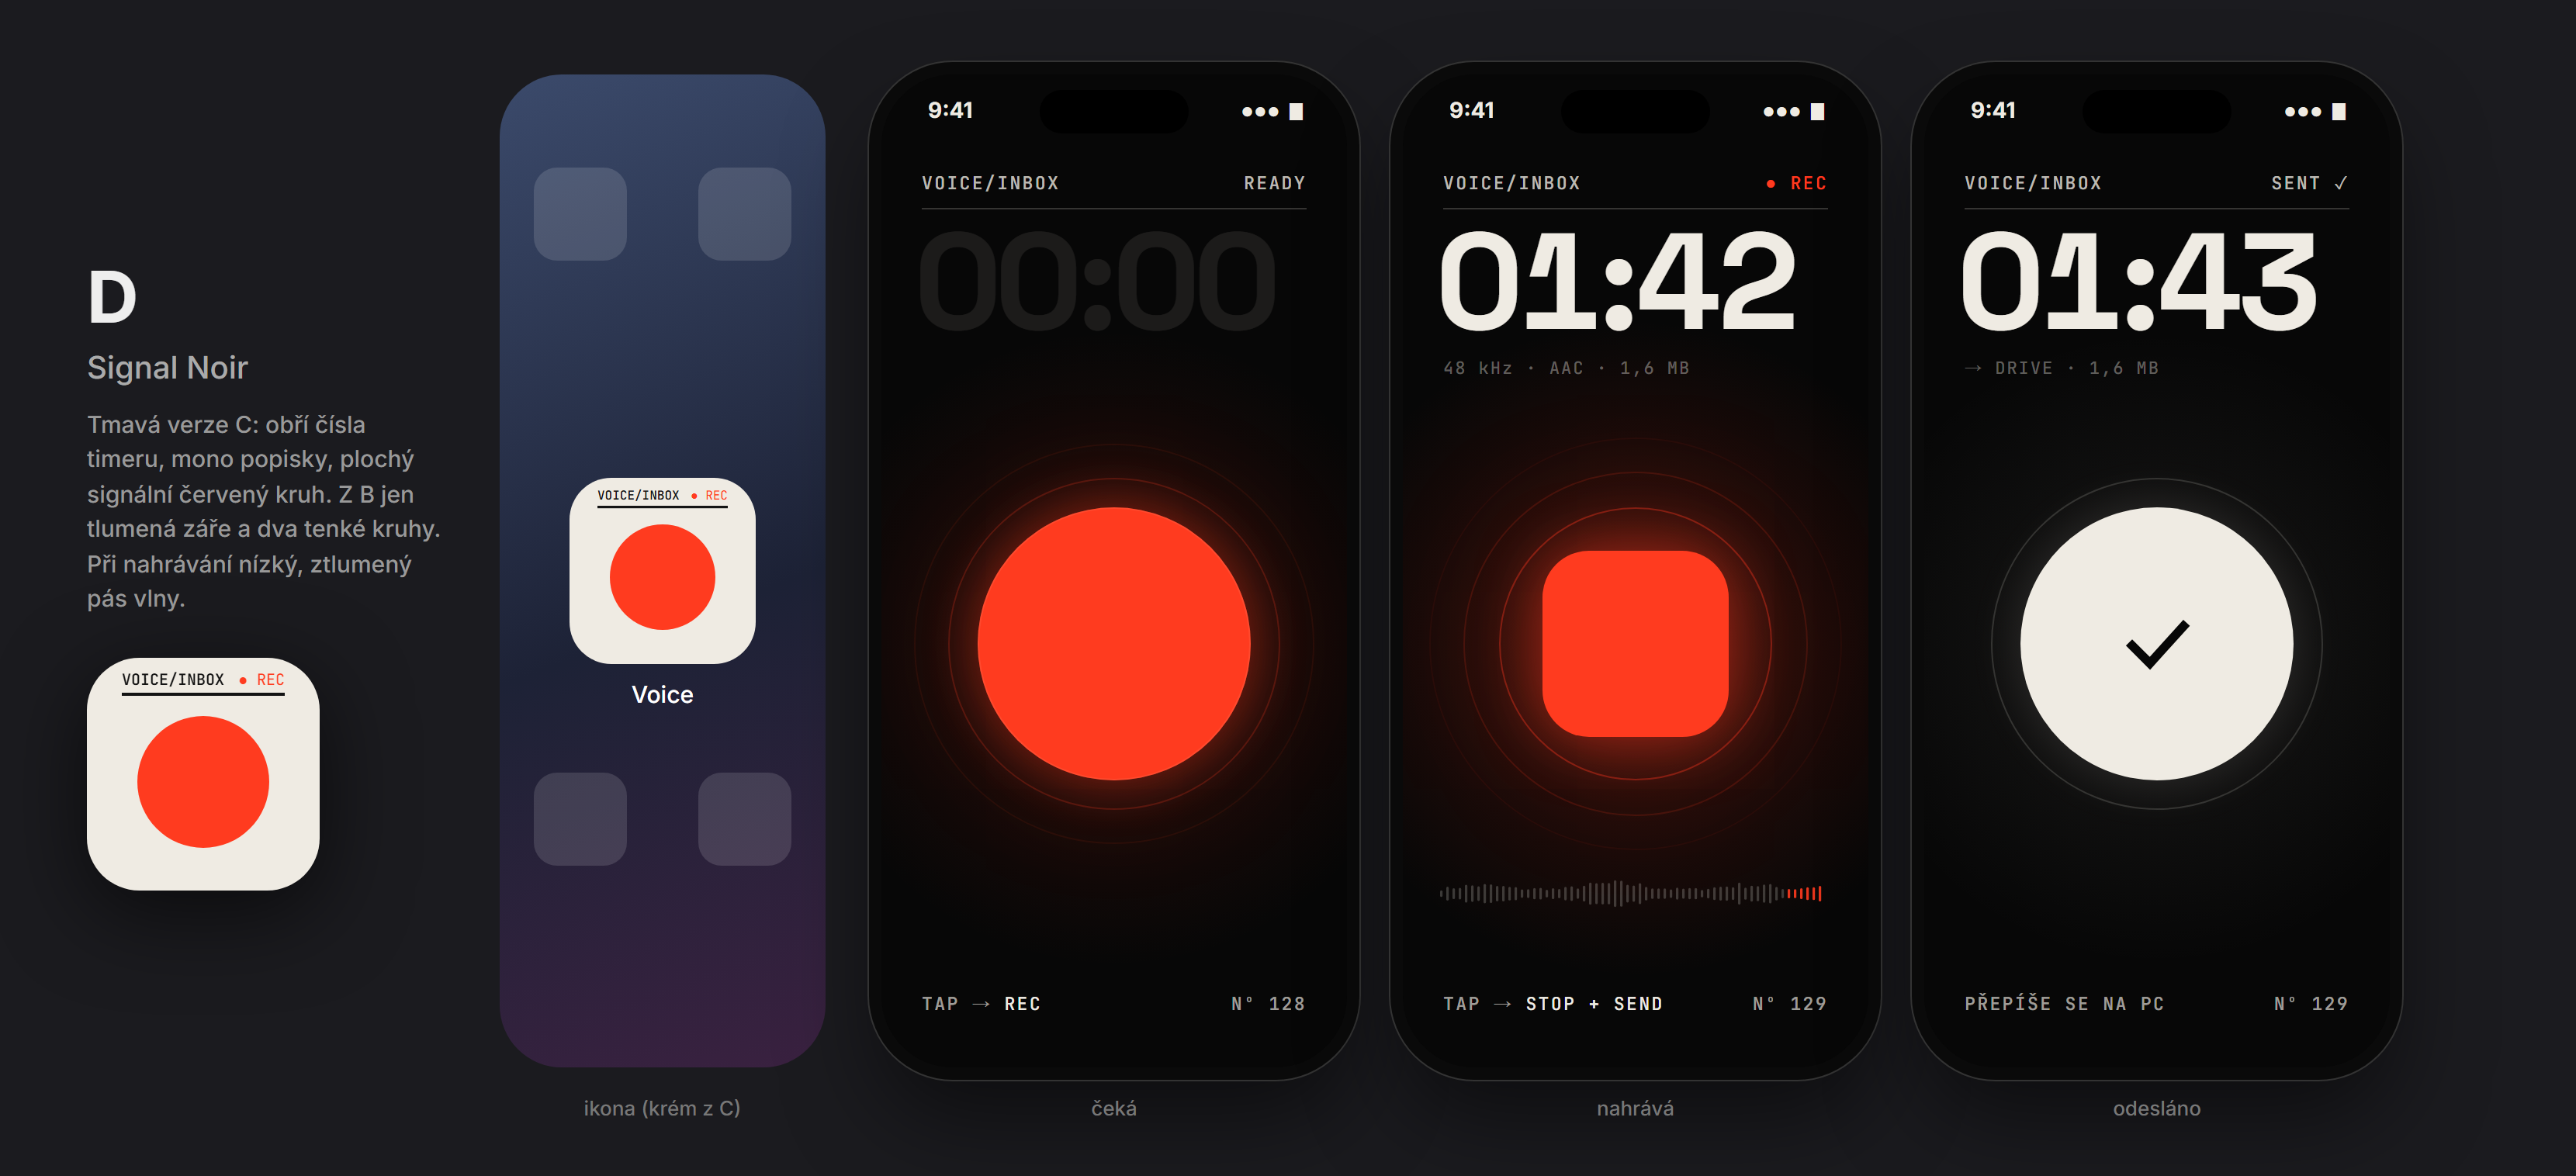 D
Signal Noir
Tmavá verze C: obří čísla
timeru, mono popisky, plochý
signální červený kruh. Z B jen
tlumená záře a dva tenké kruhy.
Při nahrávání nízký, ztlumený
pás vlny.
VOICE/INBOX ● REC
VOICE/INBOX ● REC
Voice
ikona (krém z C)
9:41
VOICE/INBOX READY
00:00
TAP → REC N° 128
čeká
9:41
VOICE/INBOX ● REC
01:42
48 kHz · AAC · 1,6 MB
TAP → STOP + SEND N° 129
nahrává
9:41
VOICE/INBOX SENT ✓
01:43
→ DRIVE · 1,6 MB
PŘEPÍŠE SE NA PC N° 129
odesláno